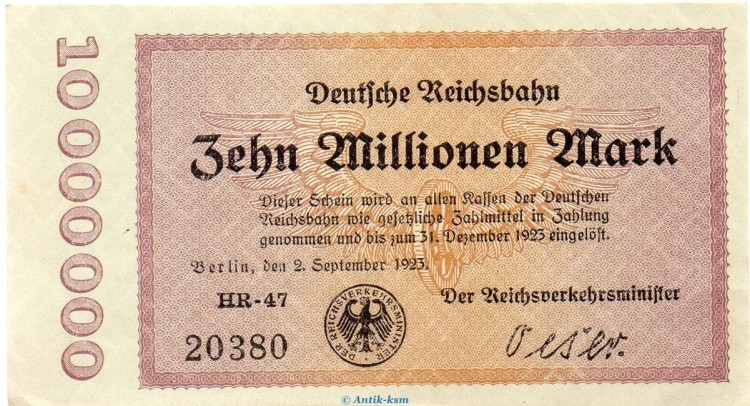 10000000
Deutsche Reichsbahn
Zehn Millionen Mark
Dieser Schein wird an allen Kassen der Deutschen
Reichsbahn wie gesetzliche Zahlmittel in Zahlung
genommen und bis zum 31. Dezember 1923 eingelöst.
Berlin, den 2. September 1923.
HR-47
Der Reichsverkehrsminister
20380
DER REICHSVERKEHRSMINISTER
Oeser.
© Antik-ksm